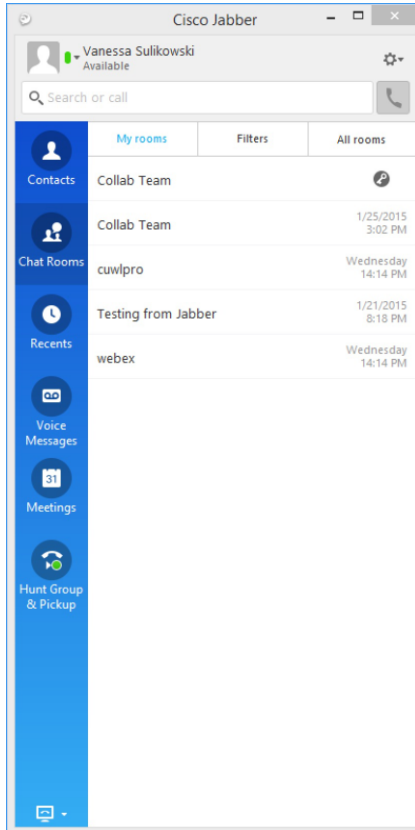 Cisco Jabber
Vanessa Sulikowski
Available
Search or call
My rooms Filters All rooms
Contacts
Collab Team
Chat Rooms
Collab Team 1/25/2015
3:02 PM
cuwlpro Wednesday
14:14 PM
Recents
Testing from Jabber 1/21/2015
8:18 PM
webex Wednesday
14:14 PM
Voice
Messages
31
Meetings
Hunt Group
& Pickup